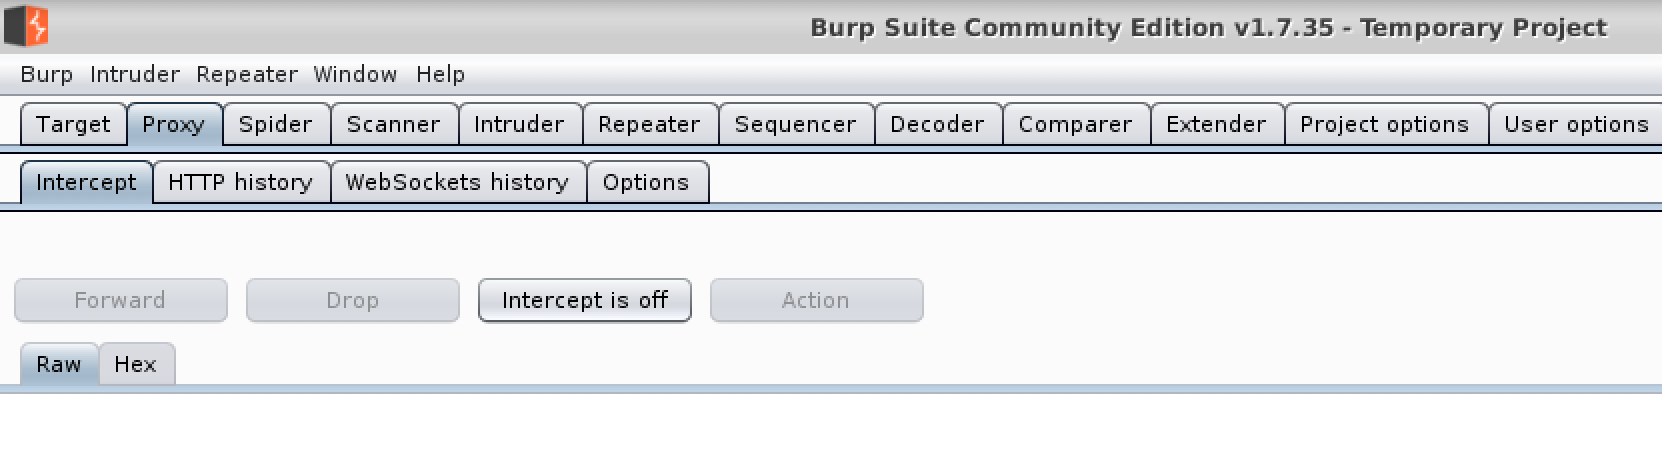 Burp Suite Community Edition v1.7.35 - Temporary Project
Burp Intruder Repeater Window Help
Target Proxy Spider Scanner Intruder Repeater Sequencer Decoder Comparer Extender Project options User options
Intercept HTTP history WebSockets history Options
Forward Drop Intercept is off Action
Raw Hex